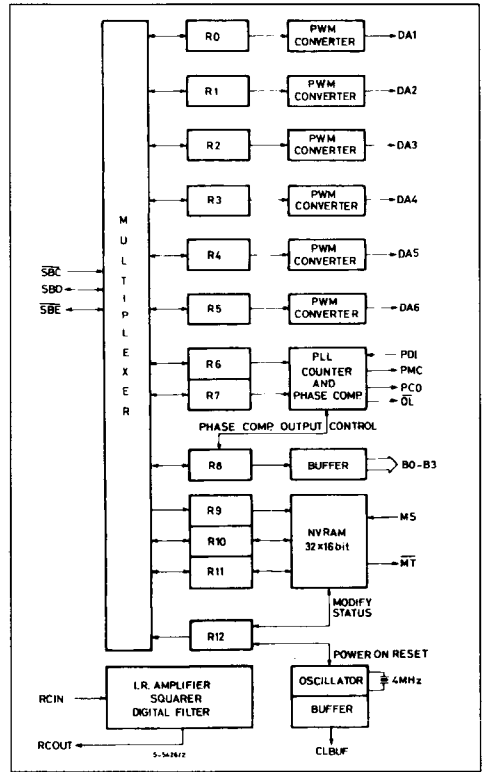 R0
PWM
CONVERTER
DA1
R1
PWM
CONVERTER
DA2
R2
PWM
CONVERTER
DA3
R3
PWM
CONVERTER
DA4
R4
PWM
CONVERTER
DA5
R5
PWM
CONVERTER
DA6
MULTIPLEXER
SBC
SBD
SBE
R6
R7
PLL
COUNTER
AND
PHASE COMP.
PDI
PMC
PCO
OL
PHASE COMP. OUTPUT CONTROL
R8
BUFFER
B0-B3
R9
R10
R11
NVRAM
32×16bit
MS
MT
MODIFY
STATUS
R12
POWER ON RESET
RCIN
I.R. AMPLIFIER
SQUARER
DIGITAL FILTER
OSCILLATOR
4MHz
BUFFER
RCOUT
CLBUF